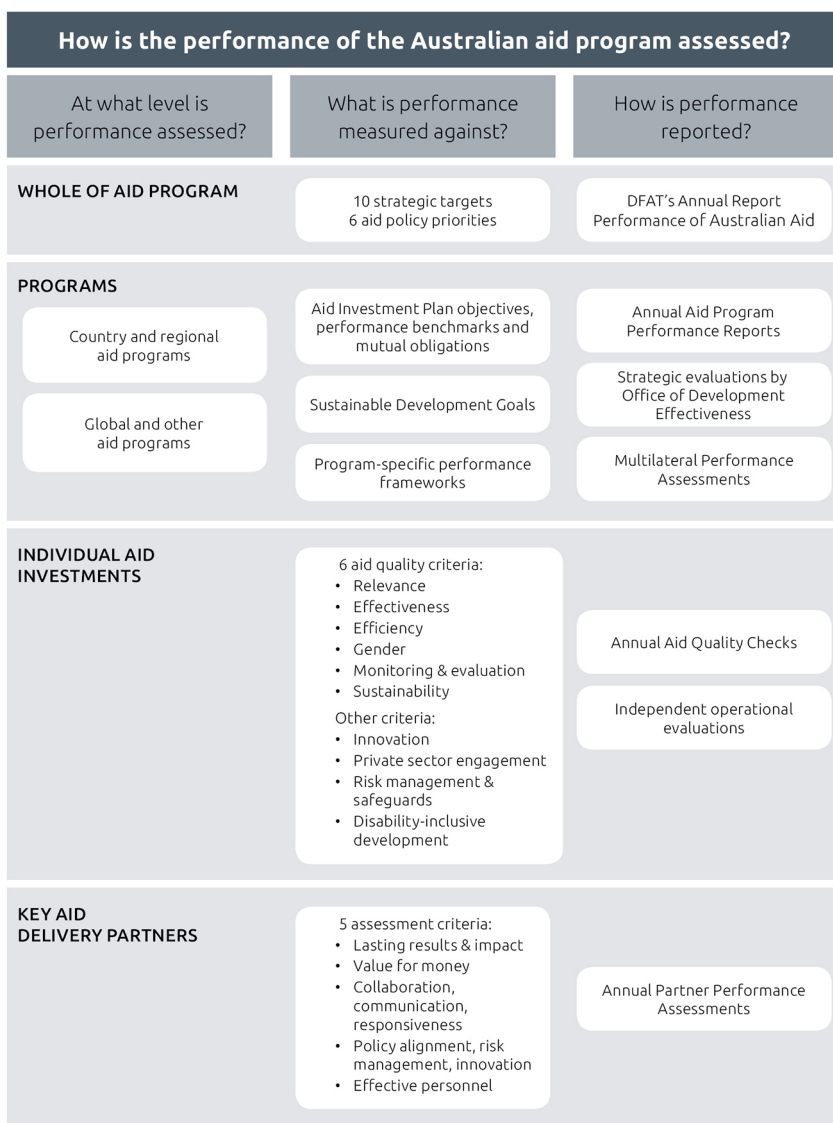 How is the performance of the Australian aid program assessed?
At what level is
performance assessed?
What is performance
measured against?
How is performance
reported?
WHOLE OF AID PROGRAM
10 strategic targets
6 aid policy priorities
DFAT’s Annual Report
Performance of Australian Aid
PROGRAMS
Country and regional
aid programs
Global and other
aid programs
Aid Investment Plan objectives,
performance benchmarks and
mutual obligations
Sustainable Development Goals
Program-specific performance
frameworks
Annual Aid Program
Performance Reports
Strategic evaluations by
Office of Development
Effectiveness
Multilateral Performance
Assessments
INDIVIDUAL AID
INVESTMENTS
6 aid quality criteria:
• Relevance
• Effectiveness
• Efficiency
• Gender
• Monitoring & evaluation
• Sustainability
Other criteria:
• Innovation
• Private sector engagement
• Risk management &
safeguards
• Disability-inclusive
development
Annual Aid Quality Checks
Independent operational
evaluations
KEY AID
DELIVERY PARTNERS
5 assessment criteria:
• Lasting results & impact
• Value for money
• Collaboration,
communication,
responsiveness
• Policy alignment, risk
management, innovation
• Effective personnel
Annual Partner Performance
Assessments